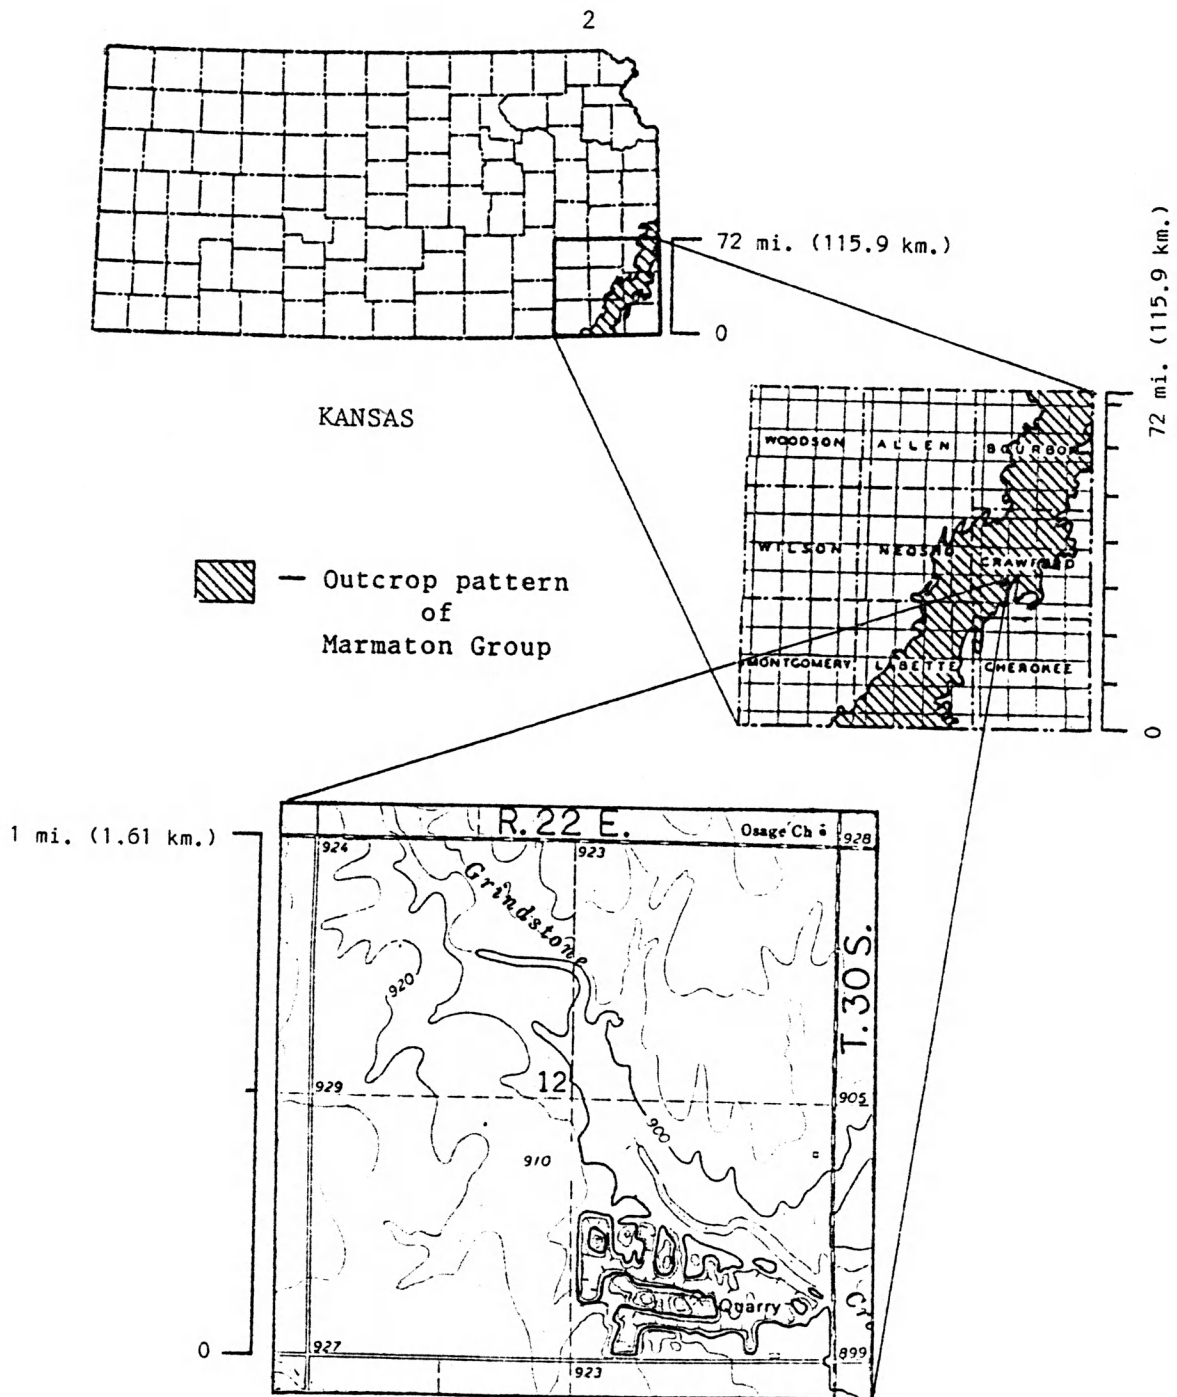 2
72 mi. (115.9 km.)
0
KANSAS
72 mi. (115.9 km.)
0
WOODSON ALLEN BOURBON
WILSON NEOSHO CRAWFORD
MONTGOMERY LABETTE CHEROKEE
— Outcrop pattern
of
Marmaton Group
1 mi. (1.61 km.)
0
R. 22 E.
Osage Ch
924
923
928
Grindstone
T. 30 S.
920
929
12
905
900
910
Quarry
927
923
899